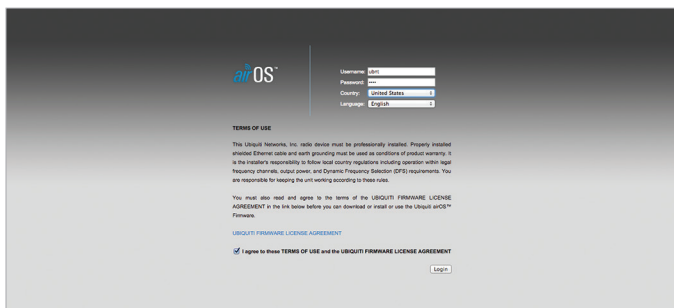 airOS™
Username: ubnt
Password: ••••
Country: United States
Language: English
TERMS OF USE
This Ubiquiti Networks, Inc. radio device must be professionally installed. Properly installed
shielded Ethernet cable and earth grounding must be used as conditions of product warranty. It
is the installer's responsibility to follow local country regulations including operation within legal
frequency channels, output power, and Dynamic Frequency Selection (DFS) requirements. You
are responsible for keeping the unit working according to these rules.
You must also read and agree to the terms of the UBIQUITI FIRMWARE LICENSE
AGREEMENT in the link below before you can download or install or use the Ubiquiti airOS™
Firmware.
UBIQUITI FIRMWARE LICENSE AGREEMENT
I agree to these TERMS OF USE and the UBIQUITI FIRMWARE LICENSE AGREEMENT
Login